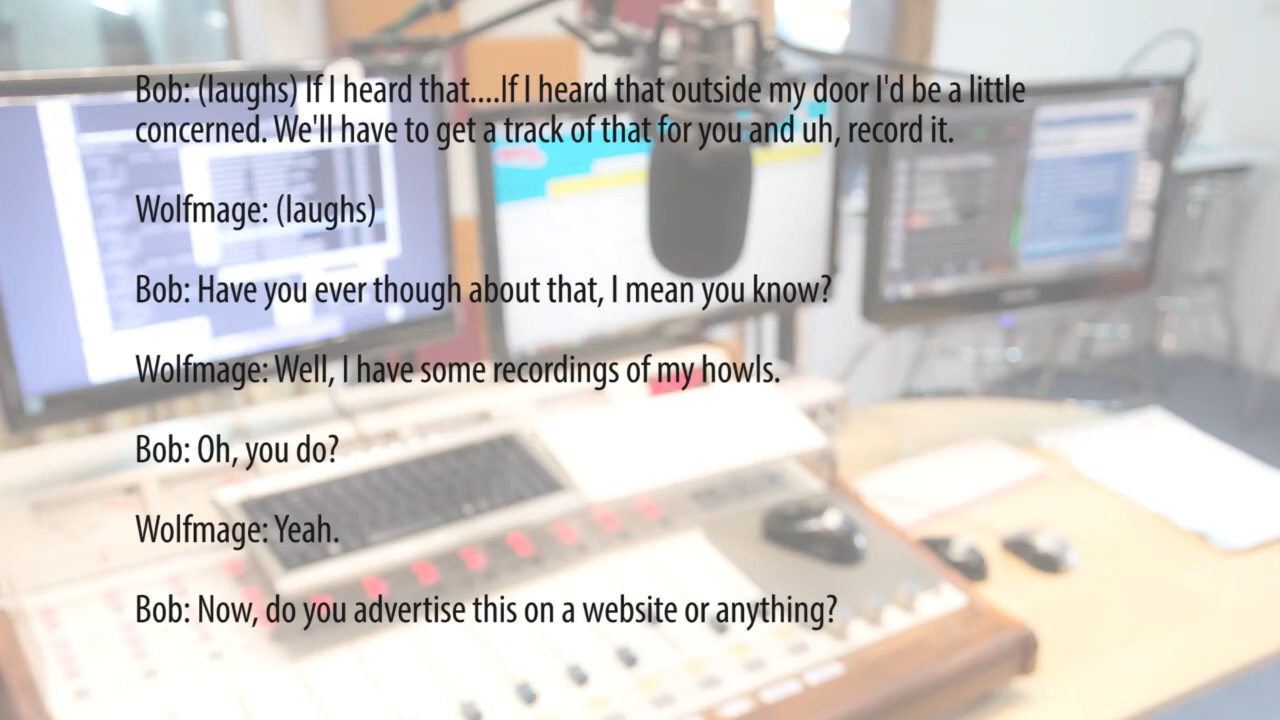 Bob: (laughs) If I heard that....If I heard that outside my door I'd be a little
concerned. We'll have to get a track of that for you and uh, record it.
Wolfmage: (laughs)
Bob: Have you ever though about that, I mean you know?
Wolfmage: Well, I have some recordings of my howls.
Bob: Oh, you do?
Wolfmage: Yeah.
Bob: Now, do you advertise this on a website or anything?